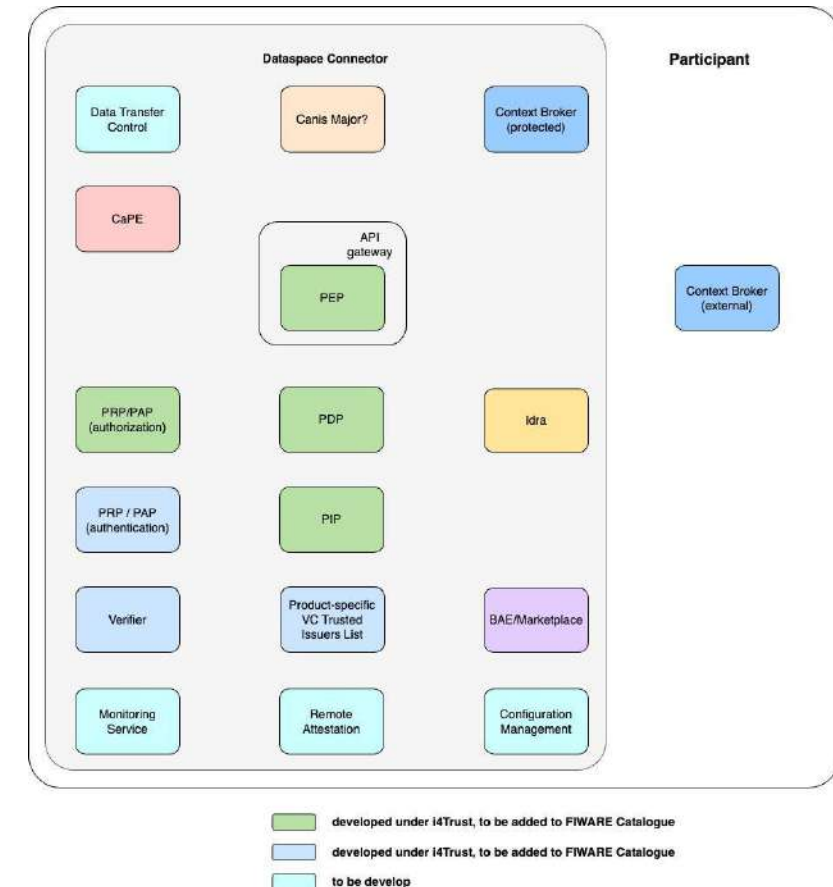 Dataspace Connector
Participant
Data Transfer
Control
Canis Major?
Context Broker
(protected)
CaPE
API
gateway
PEP
Context Broker
(external)
PRP/PAP
(authorization)
PDP
Idra
PRP / PAP
(authentication)
PIP
Verifier
Product-specific
VC Trusted
Issuers List
BAE/Marketplace
Monitoring
Service
Remote
Attestation
Configuration
Management
developed under i4Trust, to be added to FIWARE Catalogue
developed under i4Trust, to be added to FIWARE Catalogue
to be develop